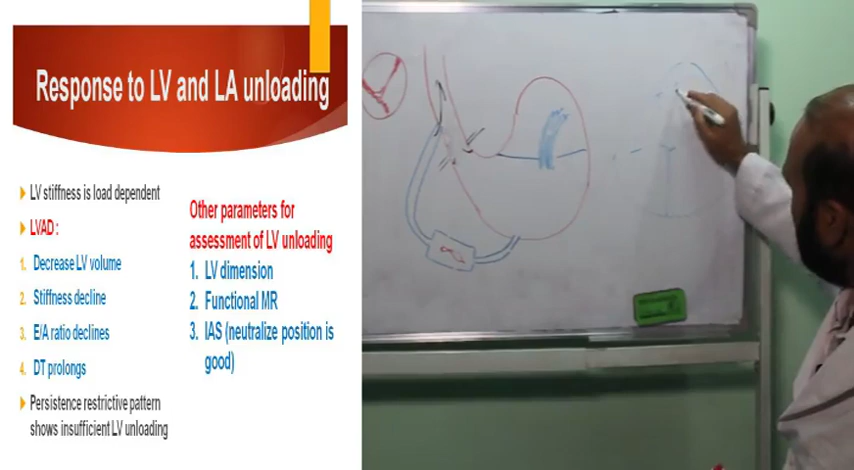 Response to LV and LA unloading
LV stiffness is load dependent
LVAD :
1. Decrease LV volume
2. Stiffness decline
3. E/A ratio declines
4. DT prolongs
Persistence restrictive pattern
shows insufficient LV unloading
Other parameters for
assessment of LV unloading
1. LV dimension
2. Functional MR
3. IAS (neutralize position is
good)